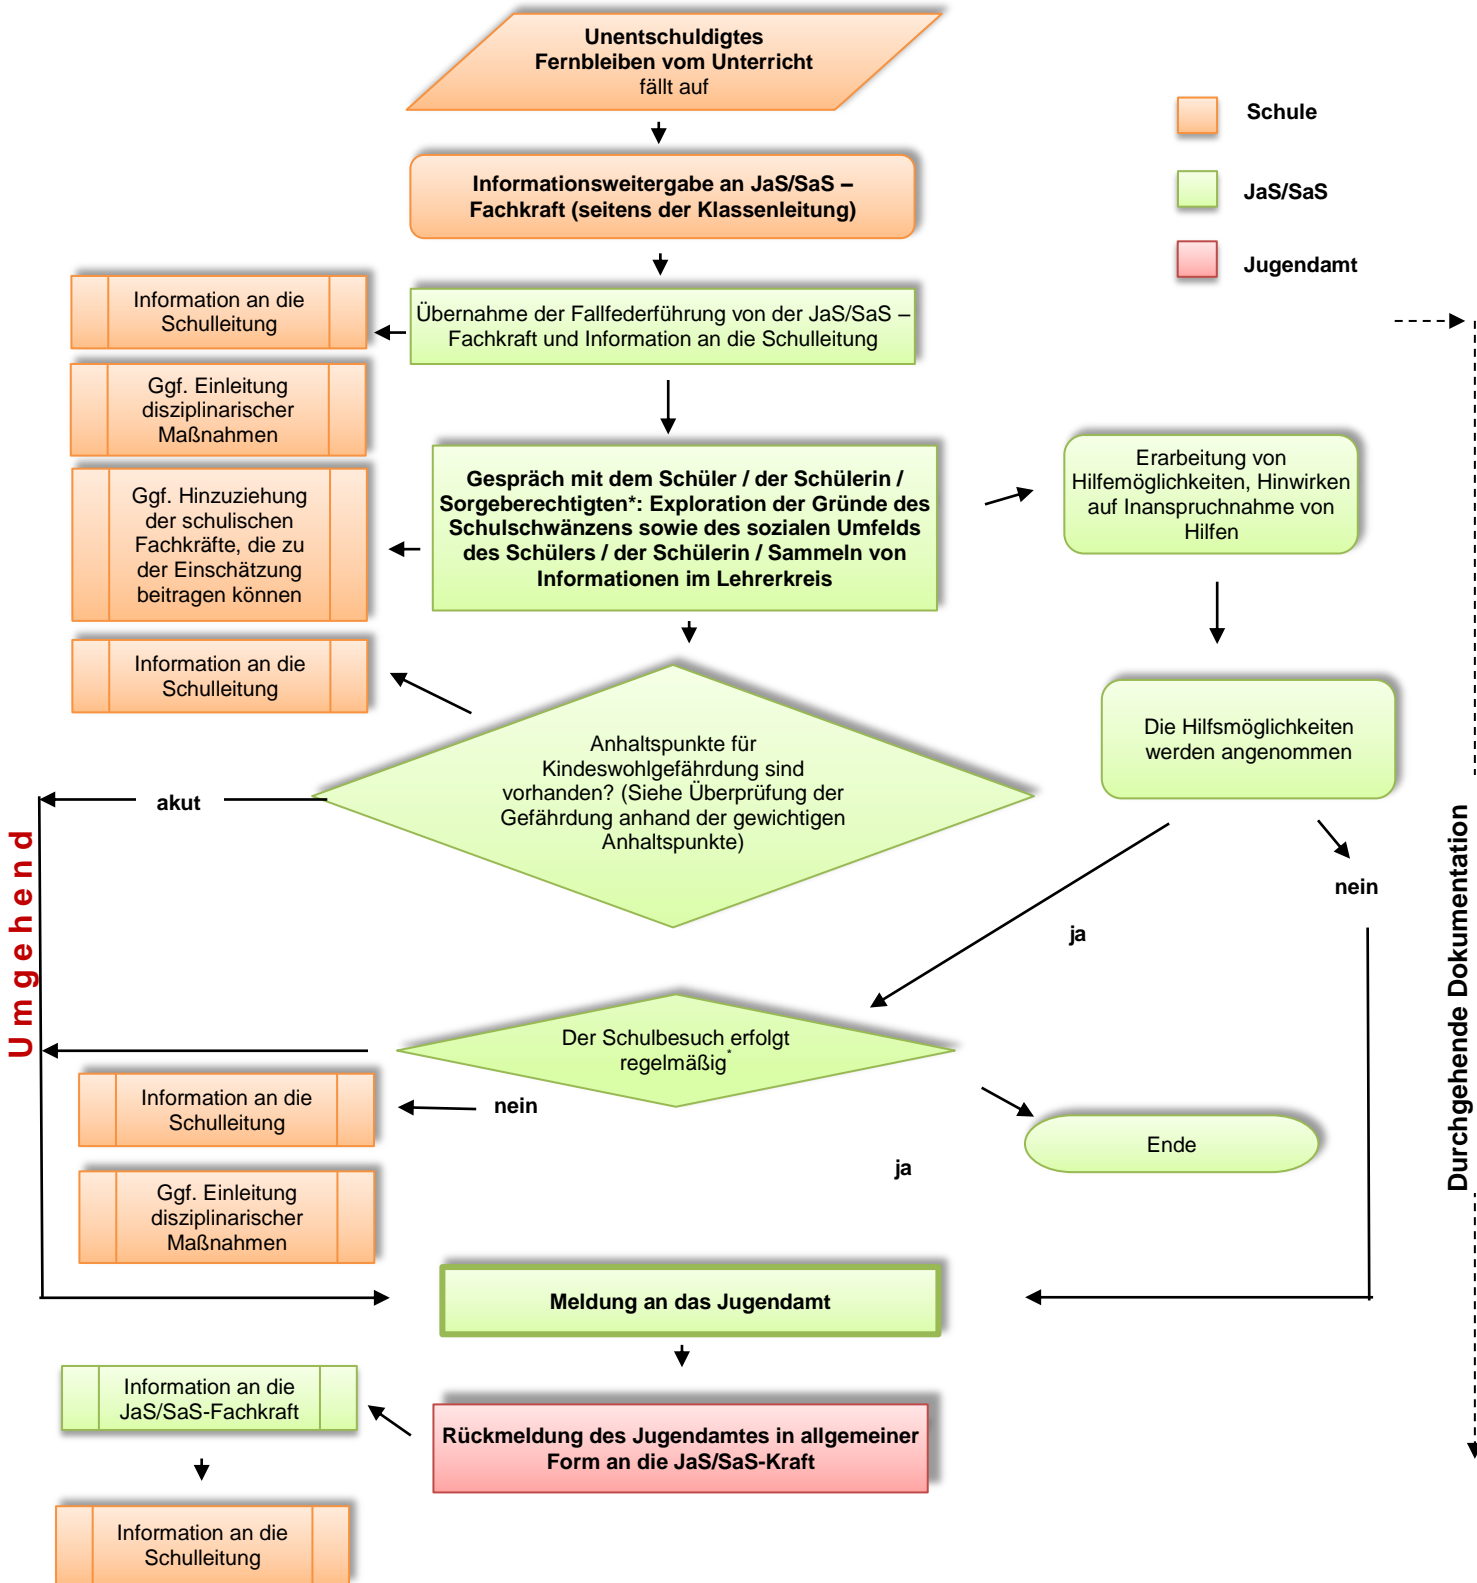 Unentschuldigtes
Fernbleiben vom Unterricht
fällt auf
Schule
JaS/SaS
Jugendamt
Informationsweitergabe an JaS/SaS –
Fachkraft (seitens der Klassenleitung)
Information an die
Schulleitung
Übernahme der Fallfederführung von der JaS/SaS –
Fachkraft und Information an die Schulleitung
Ggf. Einleitung
disziplinarischer
Maßnahmen
Gespräch mit dem Schüler / der Schülerin /
Sorgeberechtigten*: Exploration der Gründe des
Schulschwänzens sowie des sozialen Umfelds
des Schülers / der Schülerin / Sammeln von
Informationen im Lehrerkreis
Erarbeitung von
Hilfemöglichkeiten, Hinwirken
auf Inanspruchnahme von
Hilfen
Ggf. Hinzuziehung
der schulischen
Fachkräfte, die zu
der Einschätzung
beitragen können
Information an die
Schulleitung
Anhaltspunkte für
Kindeswohlgefährdung sind
vorhanden? (Siehe Überprüfung der
Gefährdung anhand der gewichtigen
Anhaltspunkte)
Die Hilfsmöglichkeiten
werden angenommen
akut
Umgehend
nein
ja
Durchgehende Dokumentation
Der Schulbesuch erfolgt
regelmäßig*
Information an die
Schulleitung
nein
Ende
ja
Ggf. Einleitung
disziplinarischer
Maßnahmen
Meldung an das Jugendamt
Information an die
JaS/SaS-Fachkraft
Rückmeldung des Jugendamtes in allgemeiner
Form an die JaS/SaS-Kraft
Information an die
Schulleitung